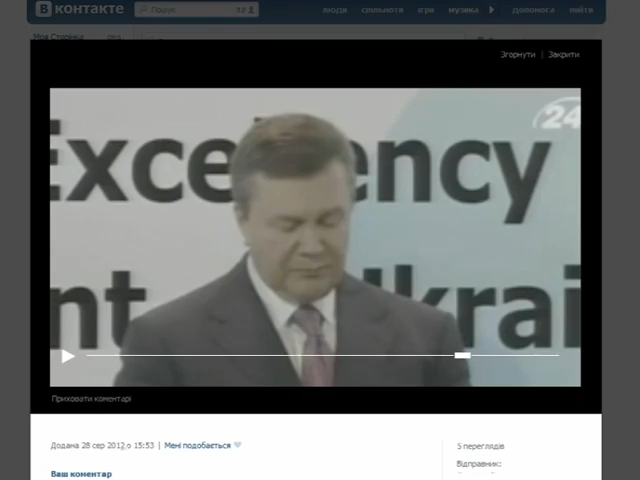 В контакте Пошук люди спільноти ігри музика допомога вийти
Моя Сторінка
Згорнути | Закрити
24
Excellency
nt Ukrai
Приховати коментарі
Додана 28 сер 2012 о 15:53 | Мені подобається
5 переглядів
Відправник:
Ваш коментар